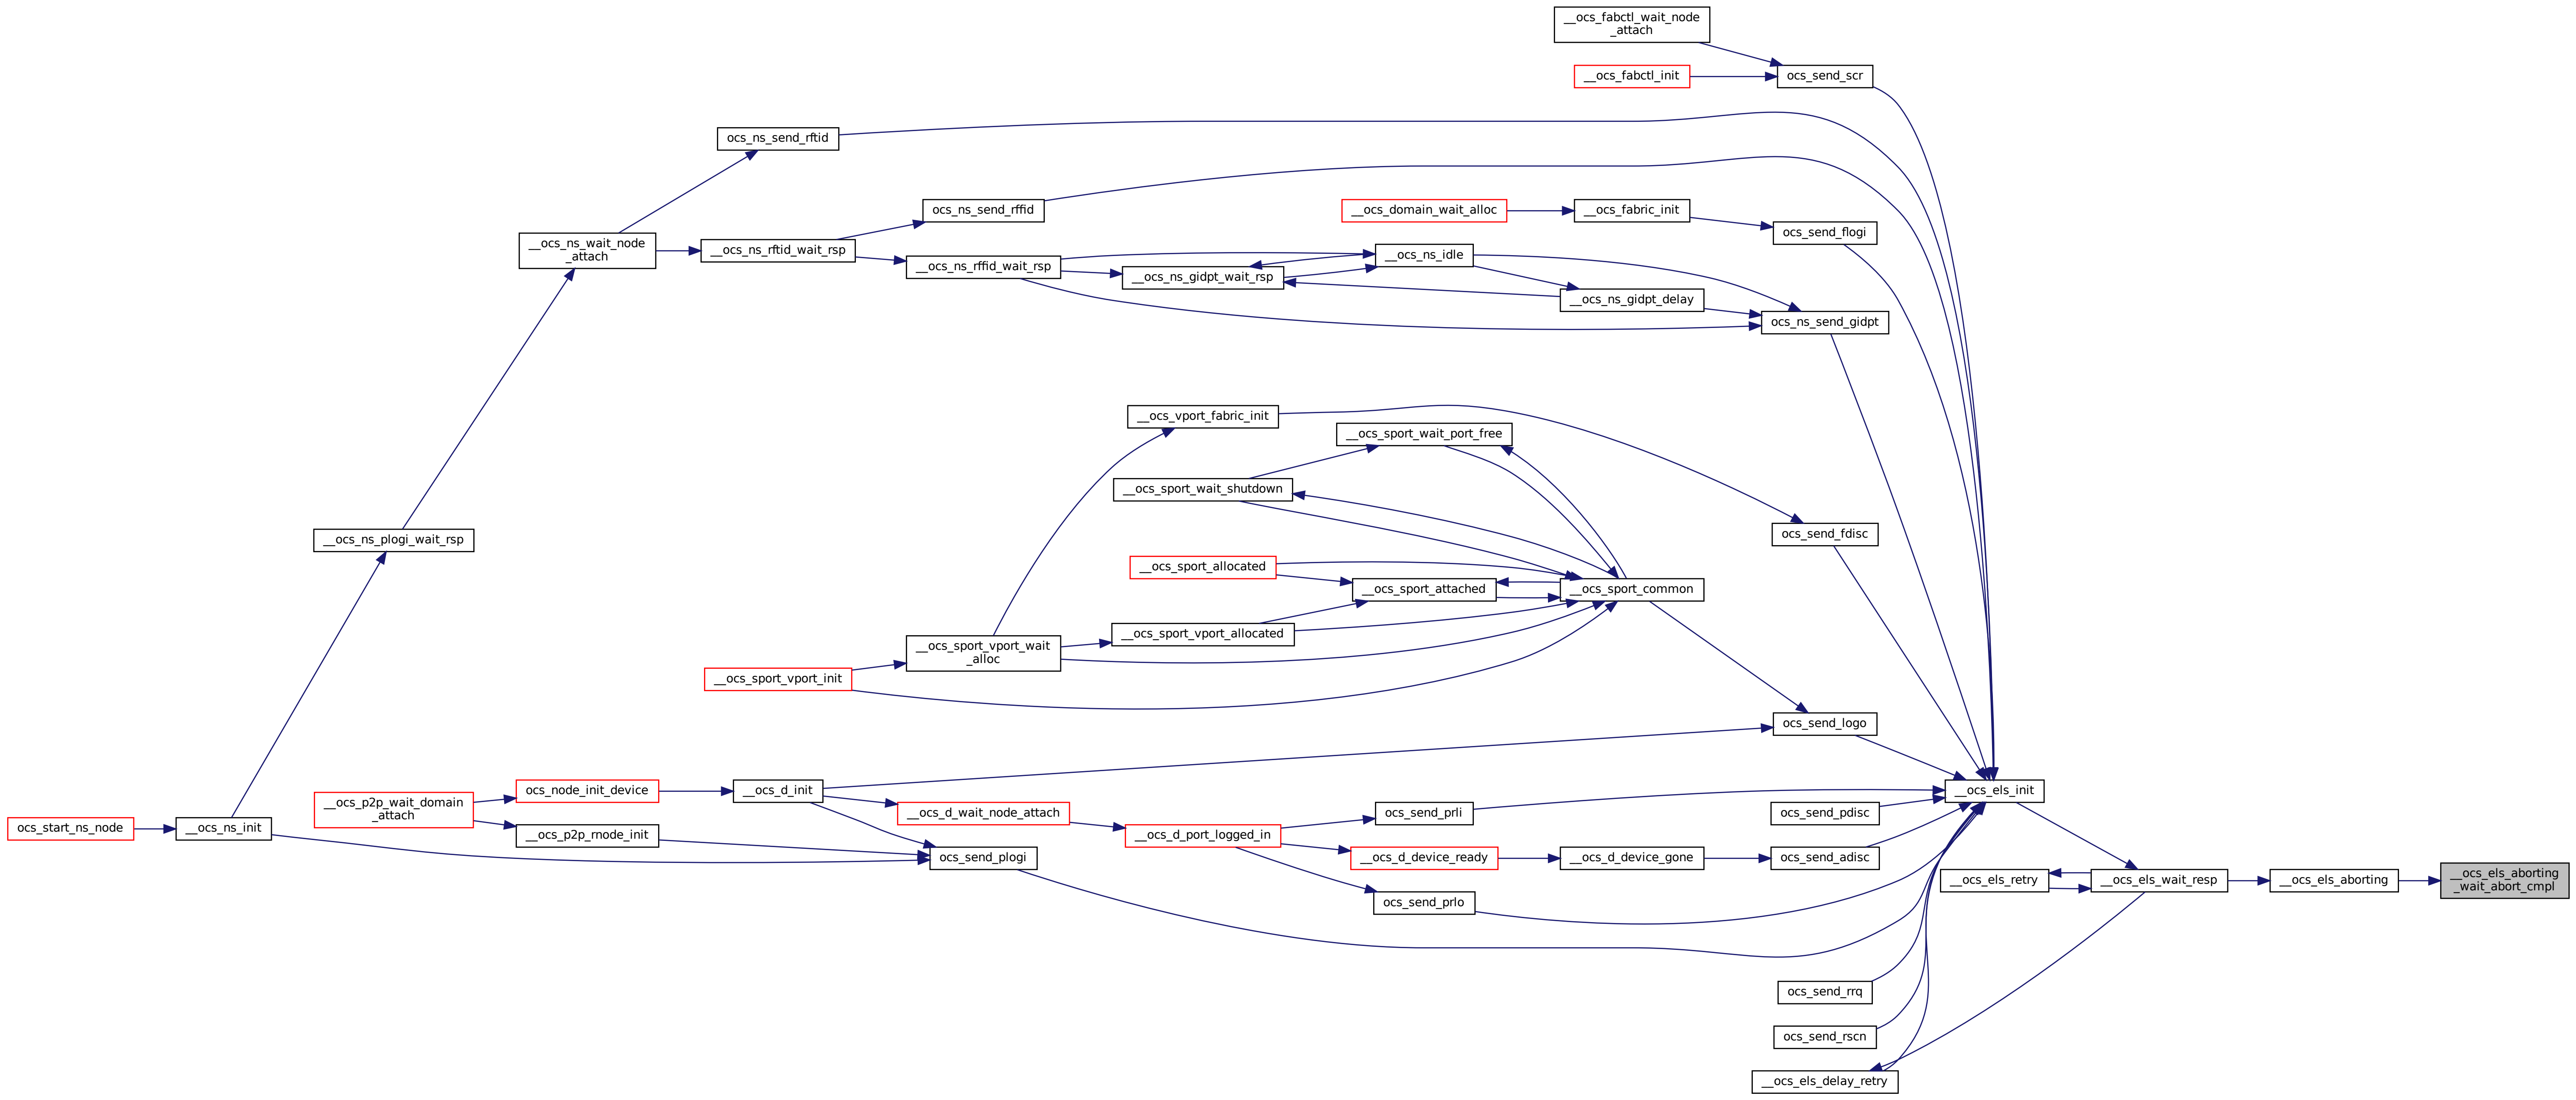 __ocs_fabctl_wait_node
_attach
__ocs_fabctl_init
ocs_send_scr
ocs_ns_send_rftid
ocs_ns_send_rffid
__ocs_domain_wait_alloc
__ocs_fabric_init
ocs_send_flogi
__ocs_ns_wait_node
_attach
__ocs_ns_rftid_wait_rsp
__ocs_ns_rffid_wait_rsp
__ocs_ns_idle
__ocs_ns_gidpt_wait_rsp
__ocs_ns_gidpt_delay
ocs_ns_send_gidpt
__ocs_vport_fabric_init
__ocs_sport_wait_port_free
__ocs_sport_wait_shutdown
ocs_send_fdisc
__ocs_ns_plogi_wait_rsp
__ocs_sport_allocated
__ocs_sport_attached
__ocs_sport_common
__ocs_sport_vport_allocated
__ocs_sport_vport_wait
_alloc
__ocs_sport_vport_init
ocs_send_logo
__ocs_els_init
ocs_node_init_device
__ocs_d_init
__ocs_p2p_wait_domain
_attach
__ocs_d_wait_node_attach
ocs_send_prli
ocs_send_pdisc
ocs_start_ns_node
__ocs_ns_init
__ocs_p2p_rnode_init
__ocs_d_port_logged_in
ocs_send_plogi
__ocs_d_device_ready
__ocs_d_device_gone
ocs_send_adisc
__ocs_els_retry
__ocs_els_wait_resp
__ocs_els_aborting
__ocs_els_aborting
_wait_abort_cmpl
ocs_send_prlo
ocs_send_rrq
ocs_send_rscn
__ocs_els_delay_retry